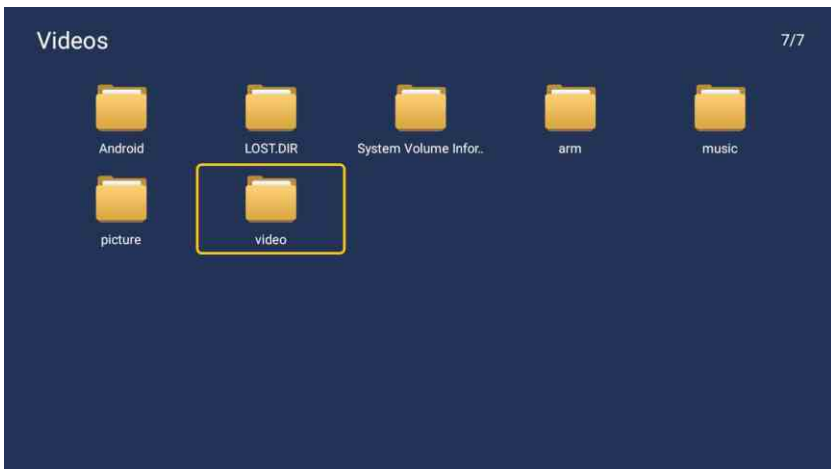 Videos 7/7
Android LOST.DIR System Volume Infor.. arm music
picture video